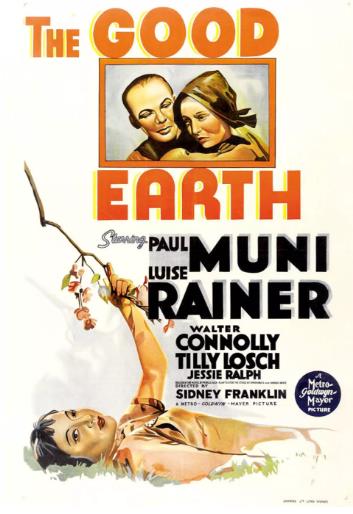 THE GOOD
EARTH
Starring PAUL
MUNI
LUISE
RAINER
WALTER
CONNOLLY
TILLY LOSCH
JESSIE RALPH
DIRECTED BY
SIDNEY FRANKLIN
A METRO-GOLDWYN-MAYER PICTURE
A
Metro-
Goldwyn-
Mayer
PICTURE